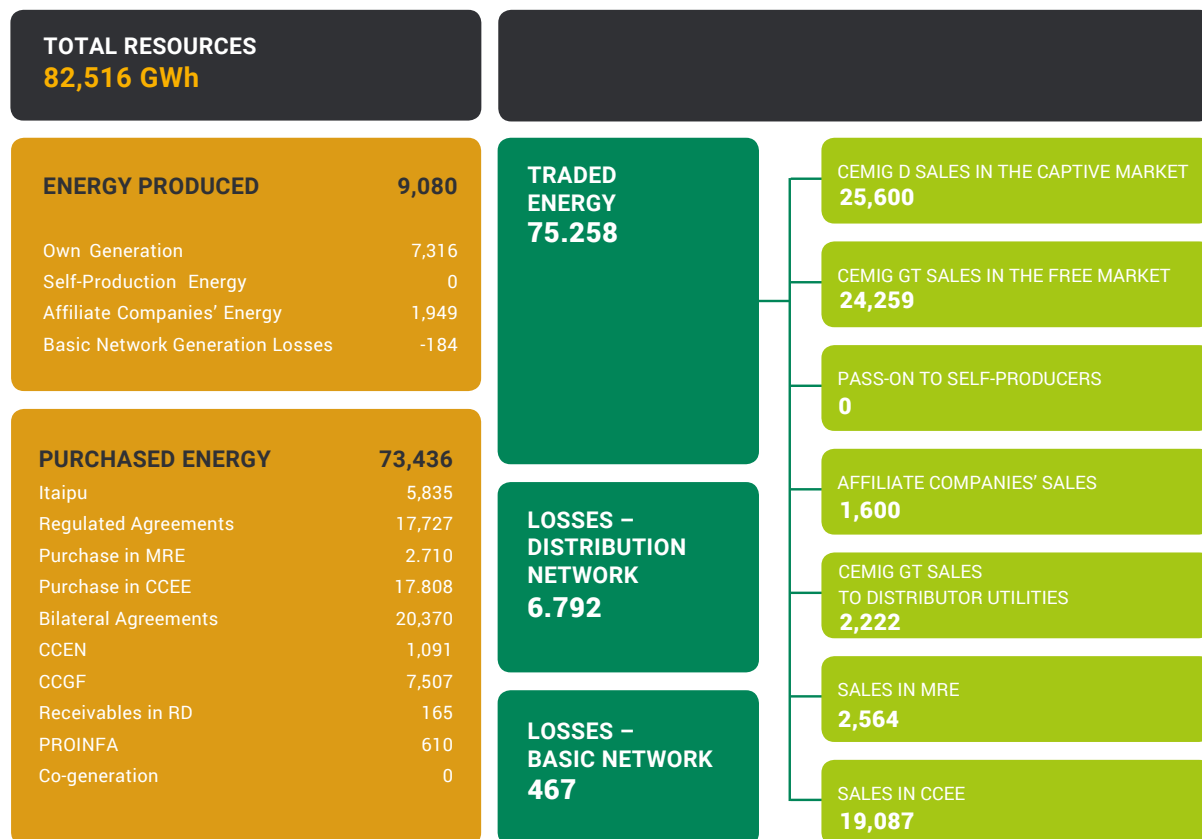 TOTAL RESOURCES
82,516 GWh
ENERGY PRODUCED 9,080
Own Generation 7,316
Self-Production Energy 0
Affiliate Companies’ Energy 1,949
Basic Network Generation Losses -184
PURCHASED ENERGY 73,436
Itaipu 5,835
Regulated Agreements 17,727
Purchase in MRE 2.710
Purchase in CCEE 17.808
Bilateral Agreements 20,370
CCEN 1,091
CCGF 7,507
Receivables in RD 165
PROINFA 610
Co-generation 0
TRADED
ENERGY
75.258
LOSSES –
DISTRIBUTION
NETWORK
6.792
LOSSES –
BASIC NETWORK
467
CEMIG D SALES IN THE CAPTIVE MARKET
25,600
CEMIG GT SALES IN THE FREE MARKET
24,259
PASS-ON TO SELF-PRODUCERS
0
AFFILIATE COMPANIES’ SALES
1,600
CEMIG GT SALES
TO DISTRIBUTOR UTILITIES
2,222
SALES IN MRE
2,564
SALES IN CCEE
19,087